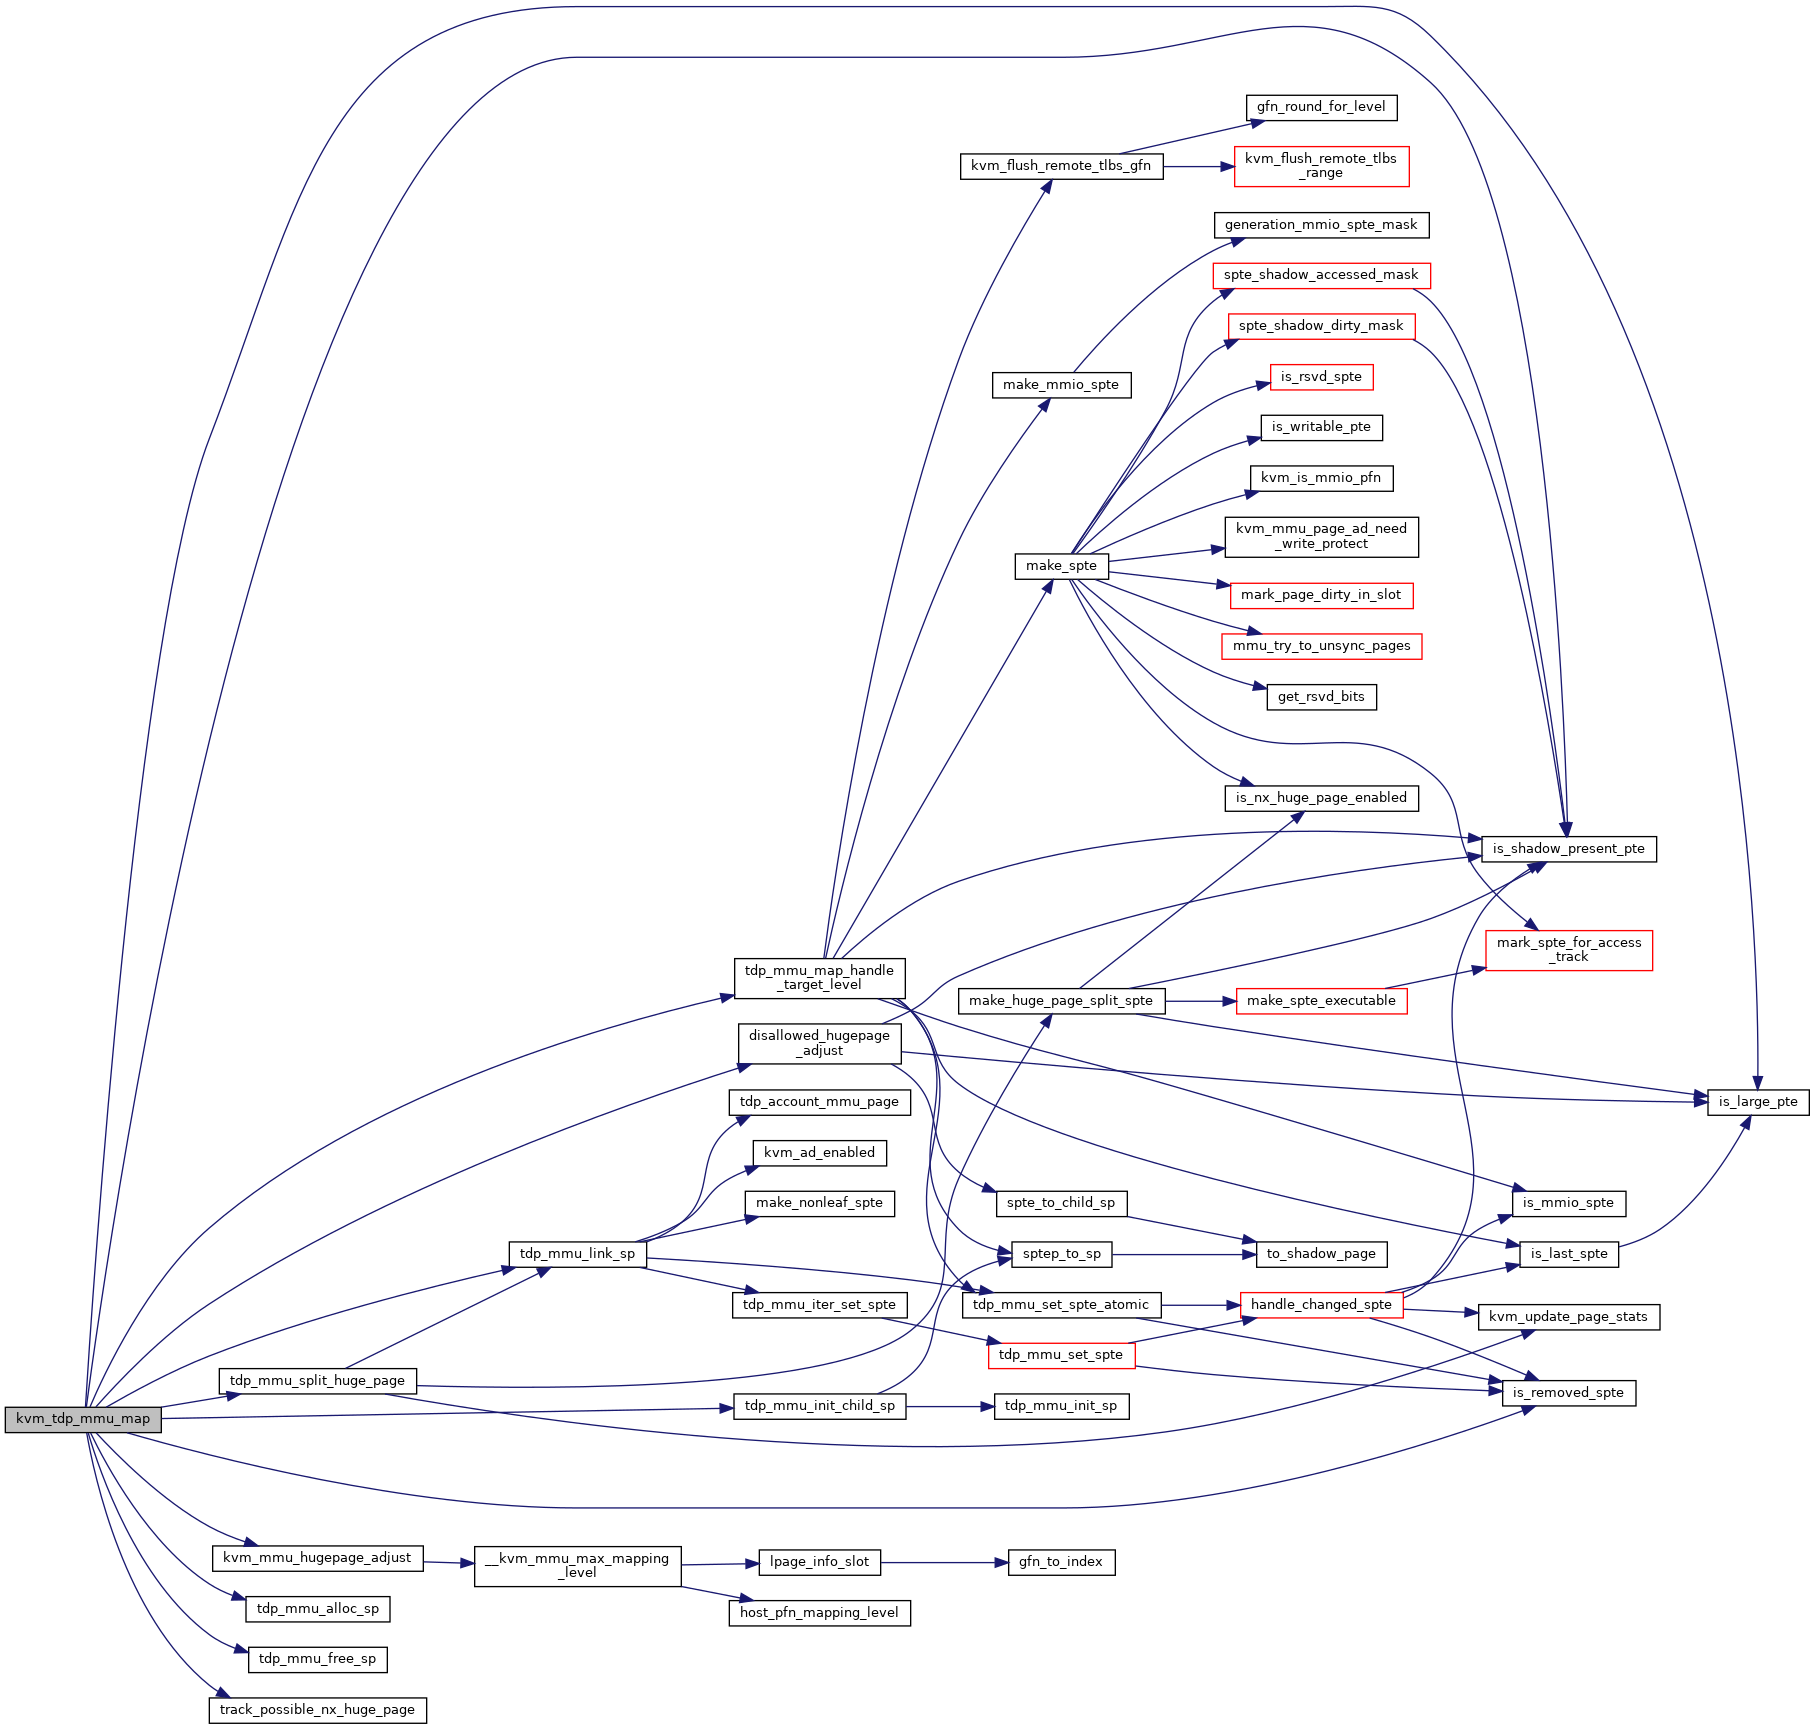 gfn_round_for_level
kvm_flush_remote_tlbs_gfn
kvm_flush_remote_tlbs
_range
generation_mmio_spte_mask
spte_shadow_accessed_mask
spte_shadow_dirty_mask
make_mmio_spte
is_rsvd_spte
is_writable_pte
kvm_is_mmio_pfn
kvm_mmu_page_ad_need
_write_protect
make_spte
mark_page_dirty_in_slot
mmu_try_to_unsync_pages
get_rsvd_bits
is_nx_huge_page_enabled
is_shadow_present_pte
mark_spte_for_access
_track
tdp_mmu_map_handle
_target_level
make_huge_page_split_spte
make_spte_executable
disallowed_hugepage
_adjust
tdp_account_mmu_page
is_large_pte
kvm_ad_enabled
make_nonleaf_spte
spte_to_child_sp
is_mmio_spte
tdp_mmu_link_sp
sptep_to_sp
to_shadow_page
is_last_spte
tdp_mmu_iter_set_spte
tdp_mmu_set_spte_atomic
handle_changed_spte
kvm_update_page_stats
tdp_mmu_set_spte
tdp_mmu_split_huge_page
is_removed_spte
kvm_tdp_mmu_map
tdp_mmu_init_child_sp
tdp_mmu_init_sp
kvm_mmu_hugepage_adjust
__kvm_mmu_max_mapping
_level
lpage_info_slot
gfn_to_index
tdp_mmu_alloc_sp
host_pfn_mapping_level
tdp_mmu_free_sp
track_possible_nx_huge_page